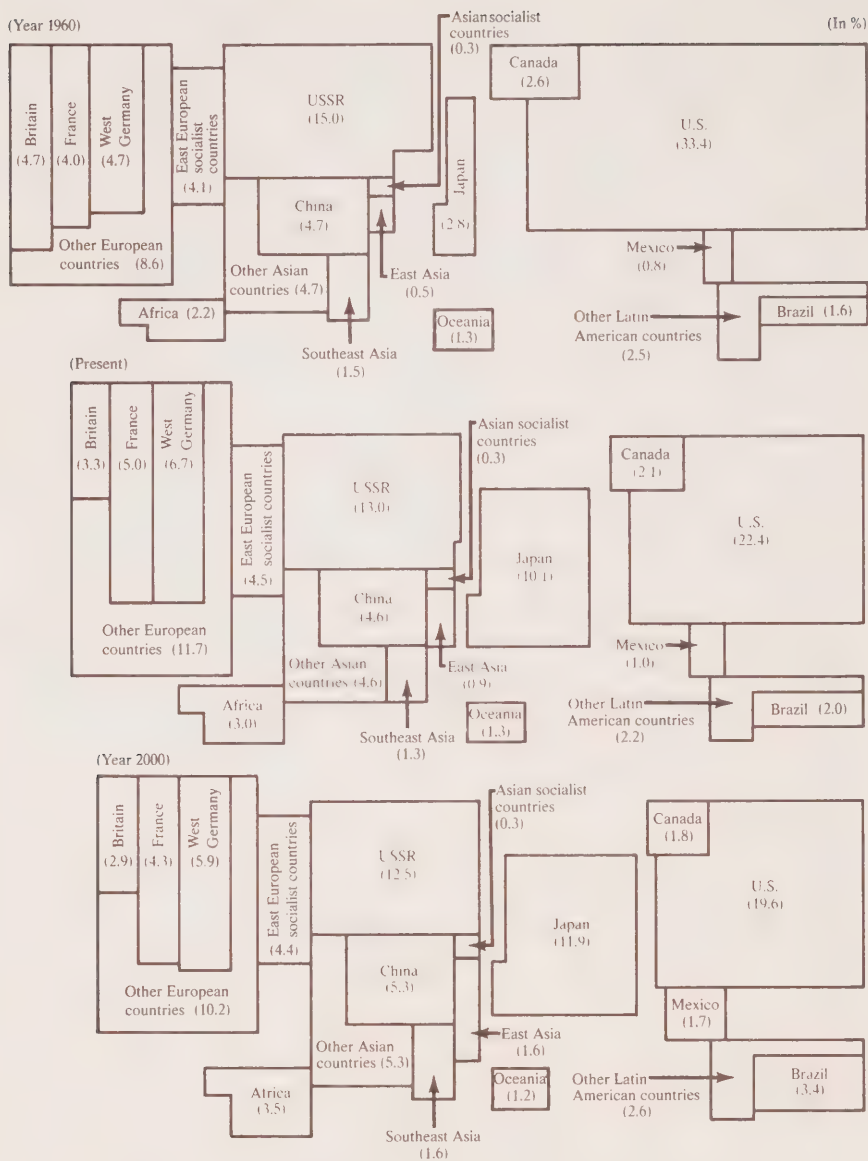 (Year 1960)
(In %)
Britain
(4.7)
France
(4.0)
West
Germany
(4.7)
Other European
countries (8.6)
East European
socialist
countries
(4.1)
USSR
(15.0)
Asian socialist
countries
(0.3)
China
(4.7)
Japan
(2.8)
East Asia
(0.5)
Other Asian
countries (4.7)
Southeast Asia
(1.5)
Africa (2.2)
Oceania
(1.3)
Canada
(2.6)
U.S.
(33.4)
Mexico
(0.8)
Other Latin
American countries
(2.5)
Brazil (1.6)
(Present)
Britain
(3.3)
France
(5.0)
West
Germany
(6.7)
Other European
countries (11.7)
East European
socialist countries
(4.5)
USSR
(13.0)
Asian socialist
countries
(0.3)
China
(4.6)
Japan
(10.1)
East Asia
(0.9)
Other Asian
countries (4.6)
Southeast Asia
(1.3)
Africa
(3.0)
Oceania
(1.3)
Canada
(2.1)
U.S.
(22.4)
Mexico
(1.0)
Other Latin
American countries
(2.2)
Brazil (2.0)
(Year 2000)
Britain
(2.9)
France
(4.3)
West
Germany
(5.9)
Other European
countries (10.2)
East European
socialist countries
(4.4)
USSR
(12.5)
Asian socialist
countries
(0.3)
China
(5.3)
Japan
(11.9)
East Asia
(1.6)
Other Asian
countries (5.3)
Southeast Asia
(1.6)
Africa
(3.5)
Oceania
(1.2)
Canada
(1.8)
U.S.
(19.6)
Mexico
(1.7)
Other Latin
American countries
(2.6)
Brazil
(3.4)